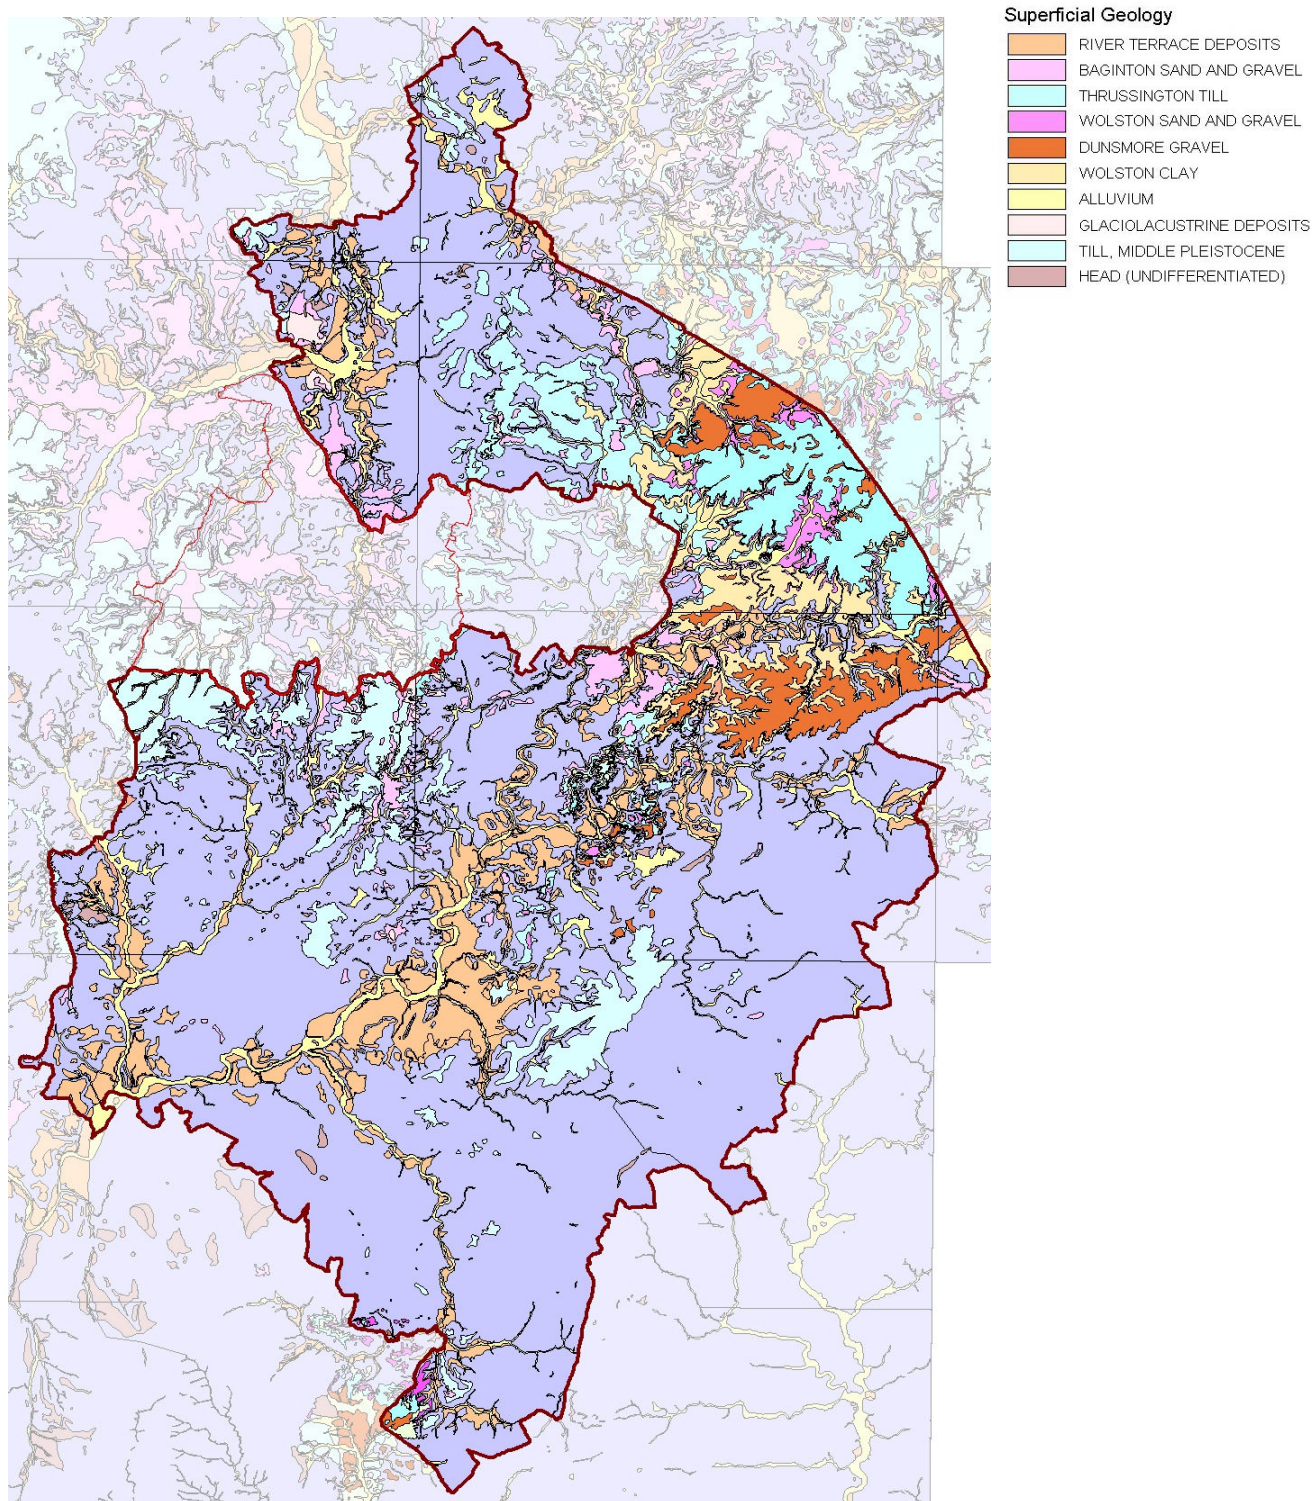 Superficial Geology
RIVER TERRACE DEPOSITS
BAGINTON SAND AND GRAVEL
THRUSSINGTON TILL
WOLSTON SAND AND GRAVEL
DUNSMORE GRAVEL
WOLSTON CLAY
ALLUVIUM
GLACIOLACUSTRINE DEPOSITS
TILL, MIDDLE PLEISTOCENE
HEAD (UNDIFFERENTIATED)